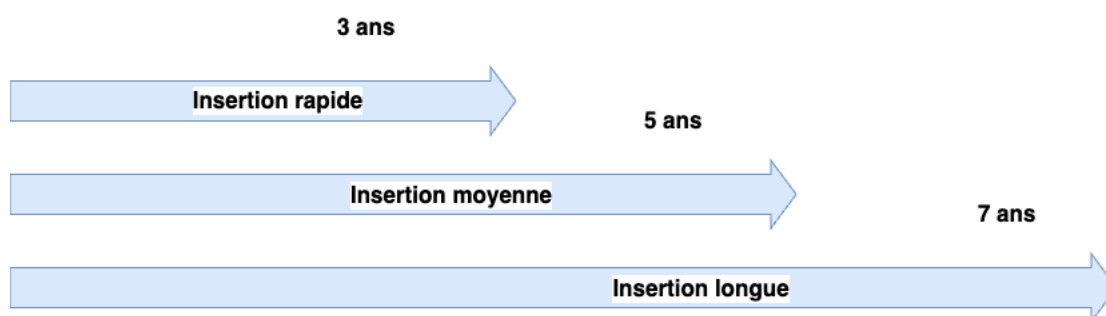 3 ans
Insertion rapide
5 ans
Insertion moyenne
7 ans
Insertion longue